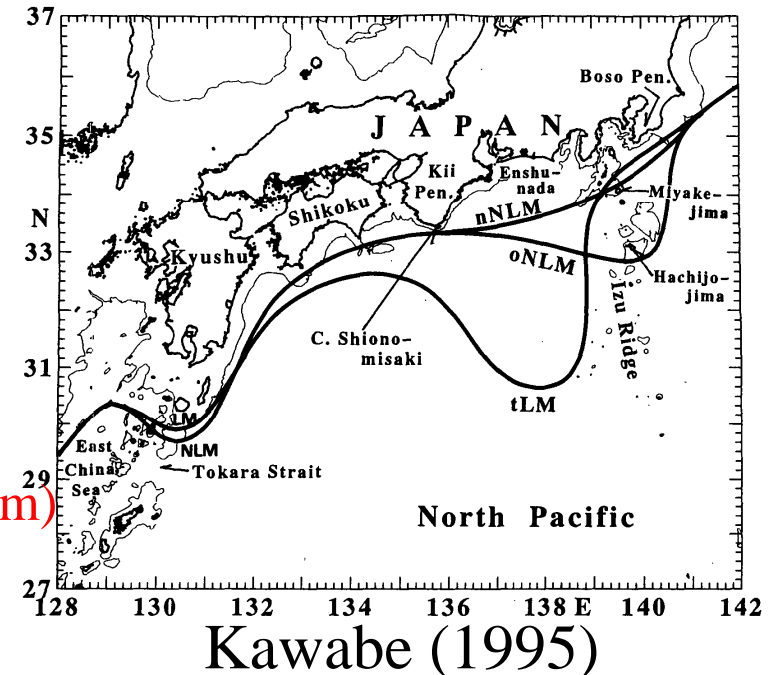 37
Boso Pen.
35
J A P A N
Kii
Pen.
Enshu-
nada
Miyake-
jima
N
Shikoku
nNLM
33
Kyushu
oNLM
Hachijo-
jima
Izu Ridge
C. Shiono-
misaki
31
tLM
LM
NLM
East
China
Sea
Tokara Strait
29
m)
North Pacific
27
128 130 132 134 136 138 E 140 142
Kawabe (1995)